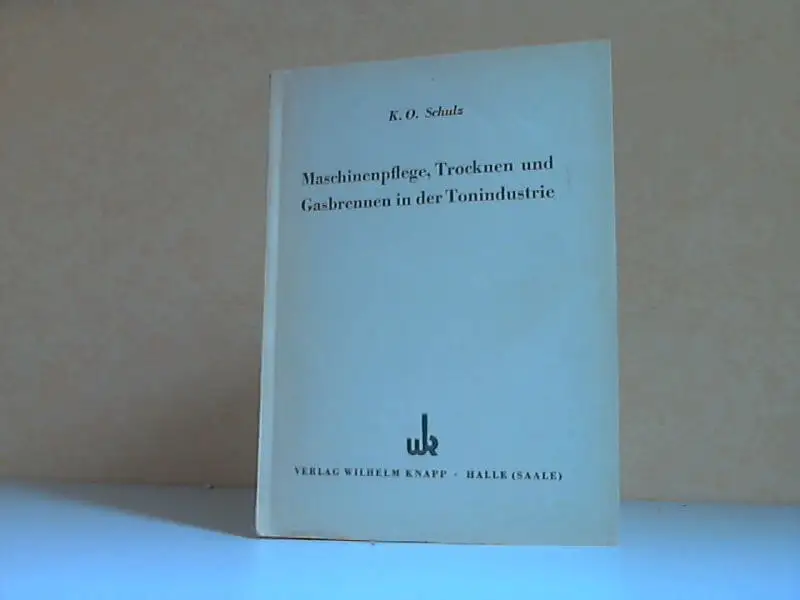 K. O. Schulz
Maschinenpflege, Trocknen und
Gasbrennen in der Tonindustrie
wk
VERLAG WILHELM KNAPP · HALLE (SAALE)